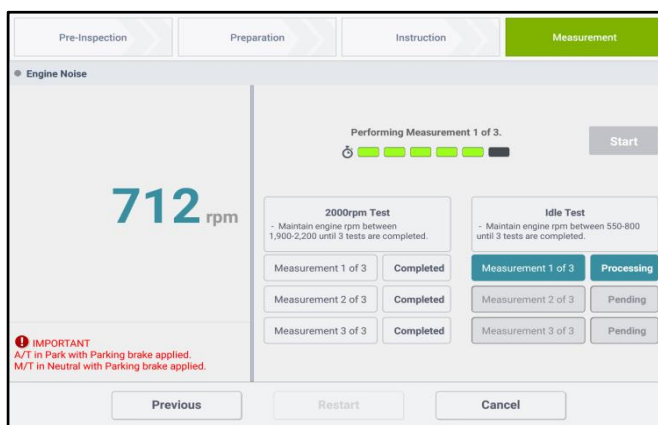 Pre-Inspection
Preparation
Instruction
Measurement
Engine Noise
Performing Measurement 1 of 3.
Start
712 rpm
2000rpm Test
- Maintain engine rpm between
1,900-2,200 until 3 tests are completed.
Idle Test
- Maintain engine rpm between 550-800
until 3 tests are completed.
Measurement 1 of 3
Completed
Measurement 1 of 3
Processing
Measurement 2 of 3
Completed
Measurement 2 of 3
Pending
Measurement 3 of 3
Completed
Measurement 3 of 3
Pending
IMPORTANT
A/T in Park with Parking brake applied.
M/T in Neutral with Parking brake applied.
Previous
Restart
Cancel